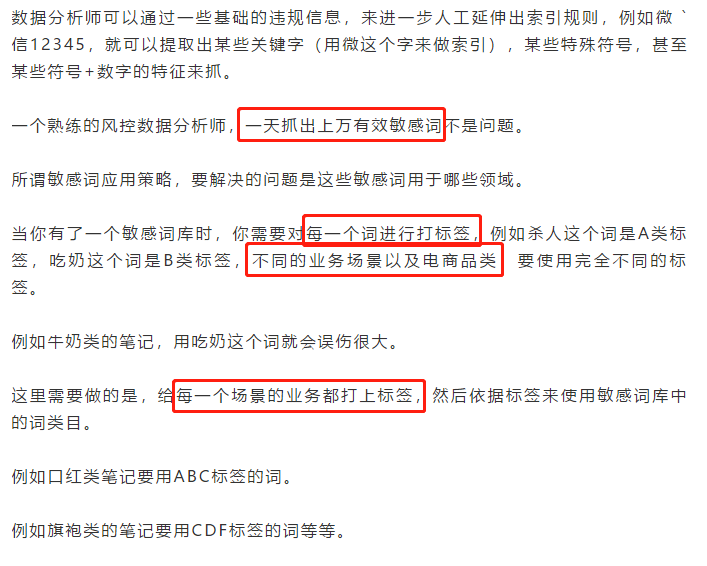 数据分析师可以通过一些基础的违规信息，来进一步人工延伸出索引规则，例如微｀
信12345，就可以提取出某些关键字（用微这个字来做索引），某些特殊符号，甚至
某些符号+数字的特征来抓。
一个熟练的风控数据分析师，一天抓出上万有效敏感词不是问题。
所谓敏感词应用策略，要解决的问题是这些敏感词用于哪些领域。
当你有了一个敏感词库时，你需要对每一个词进行打标签，例如杀人这个词是A类标
签，吃奶这个词是B类标签，不同的业务场景以及电商品类 要使用完全不同的标
签。
例如牛奶类的笔记，用吃奶这个词就会误伤很大。
这里需要做的是，给每一个场景的业务都打上标签，然后依据标签来使用敏感词库中
的词类目。
例如口红类笔记要用ABC标签的词。
例如旗袍类的笔记要用CDF标签的词等等。